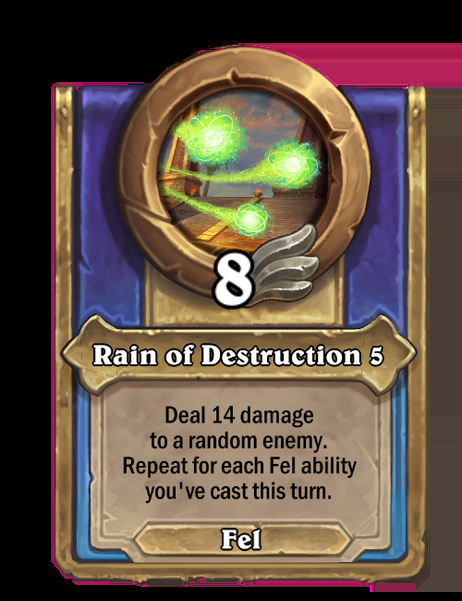 8
Rain of Destruction 5
Deal 14 damage
to a random enemy.
Repeat for each Fel ability
you've cast this turn.
Fel